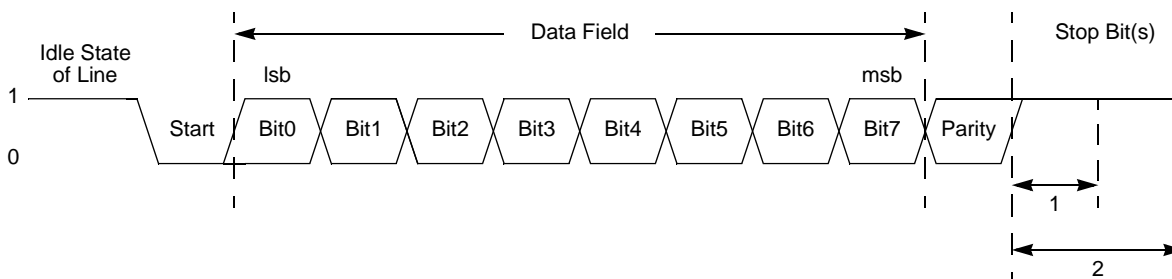 Data Field
Stop Bit(s)
Idle State
of Line
lsb
msb
1
Start
Bit0
Bit1
Bit2
Bit3
Bit4
Bit5
Bit6
Bit7
Parity
0
1
2